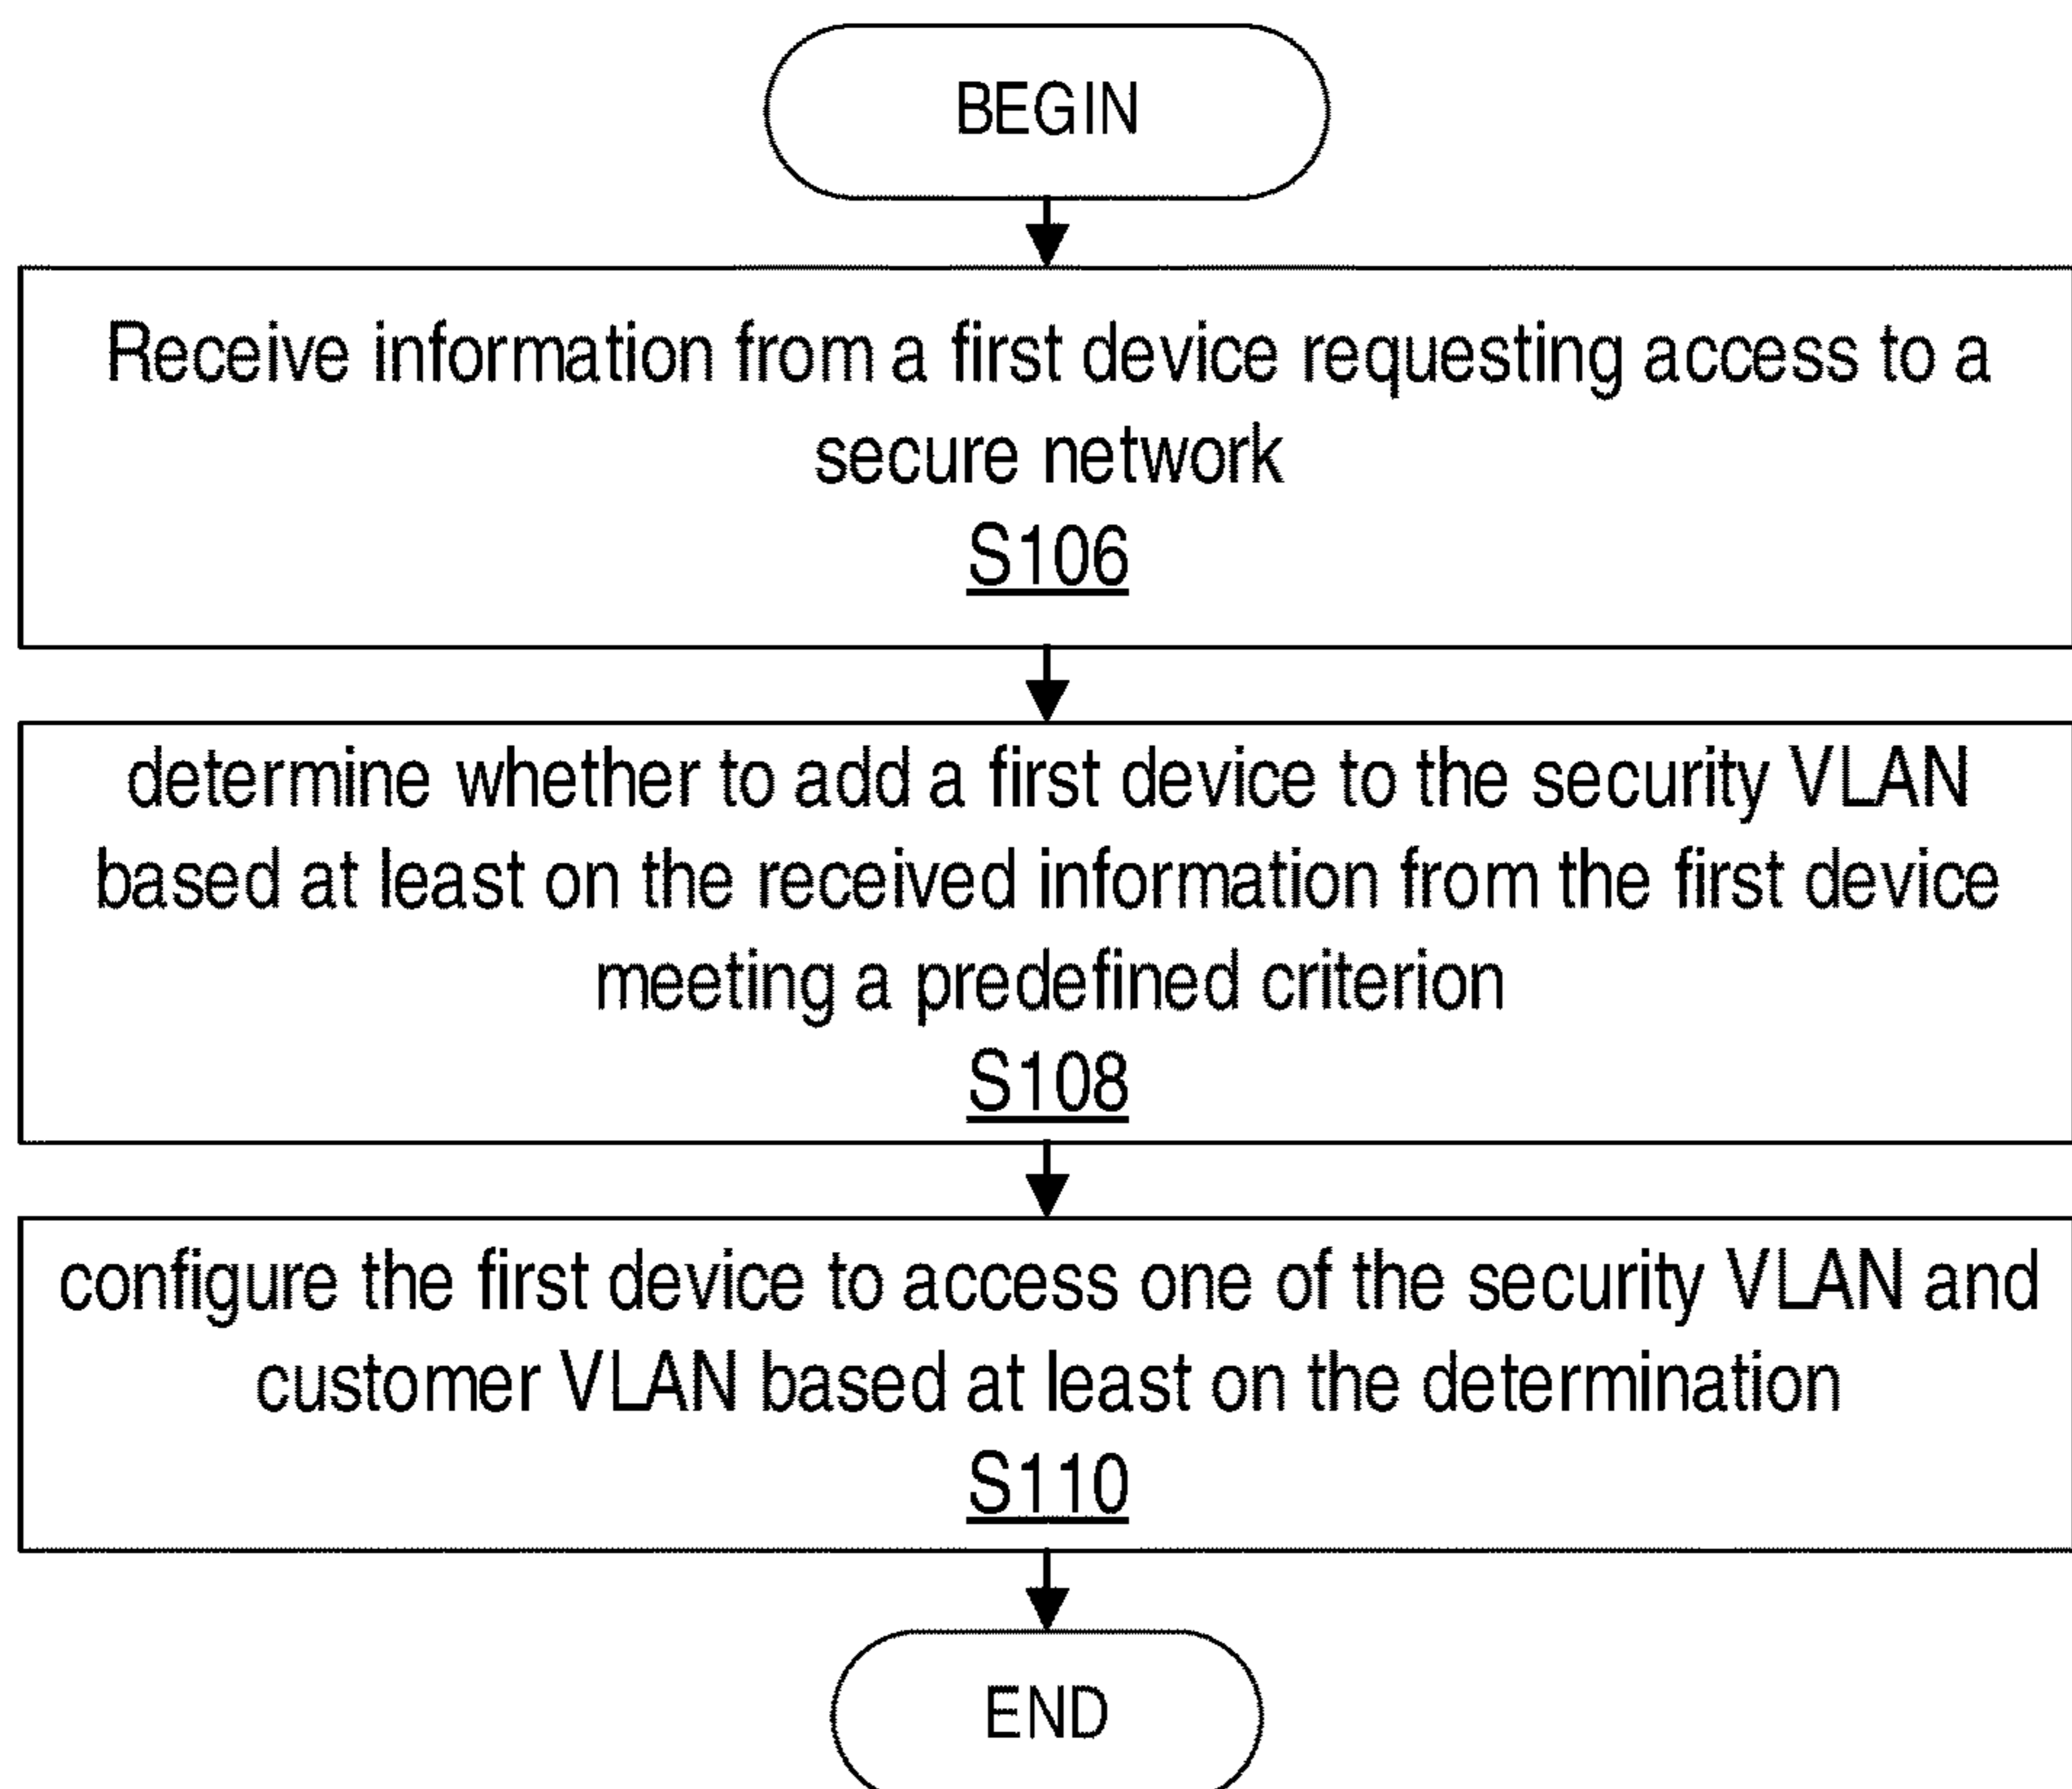 BEGIN
Receive information from a first device requesting access to a
secure network
S106
determine whether to add a first device to the security VLAN
based at least on the received information from the first device
meeting a predefined criterion
S108
configure the first device to access one of the security VLAN and
customer VLAN based at least on the determination
S110
END